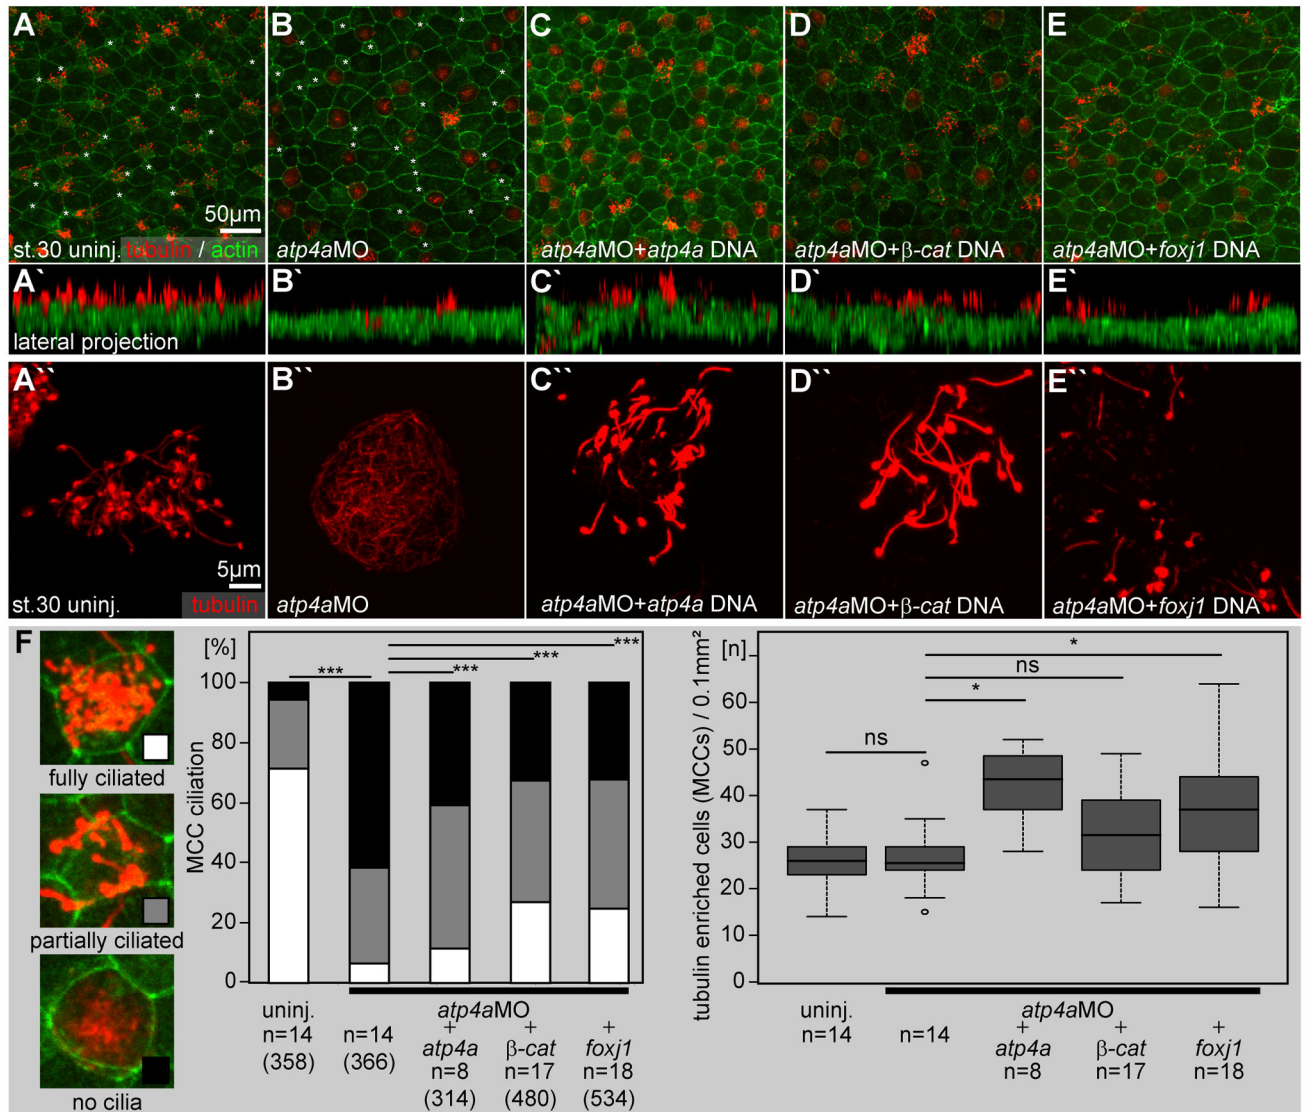 A B C D E
50µm
st.30 uninj. tubulin / actin
atp4aMO
atp4aMO+atp4a DNA
atp4aMO+β-cat DNA
atp4aMO+foxj1 DNA
A` B` C` D` E`
lateral projection
A`` B`` C`` D`` E``
5µm
st.30 uninj. tubulin
atp4aMO
atp4aMO+atp4a DNA
atp4aMO+β-cat DNA
atp4aMO+foxj1 DNA
F
fully ciliated
partially ciliated
no cilia
[%]
MCC ciliation
100
80
60
40
20
0
***
***
***
***
uninj.
n=14
(358)
n=14
(366)
atp4aMO
+
atp4a
n=8
(314)
+
β-cat
n=17
(480)
+
foxj1
n=18
(534)
[n]
tubulin enriched cells (MCCs) / 0.1mm²
60
50
40
30
20
10
0
ns
*
ns
*
uninj.
n=14
n=14
atp4aMO
+
atp4a
n=8
+
β-cat
n=17
+
foxj1
n=18